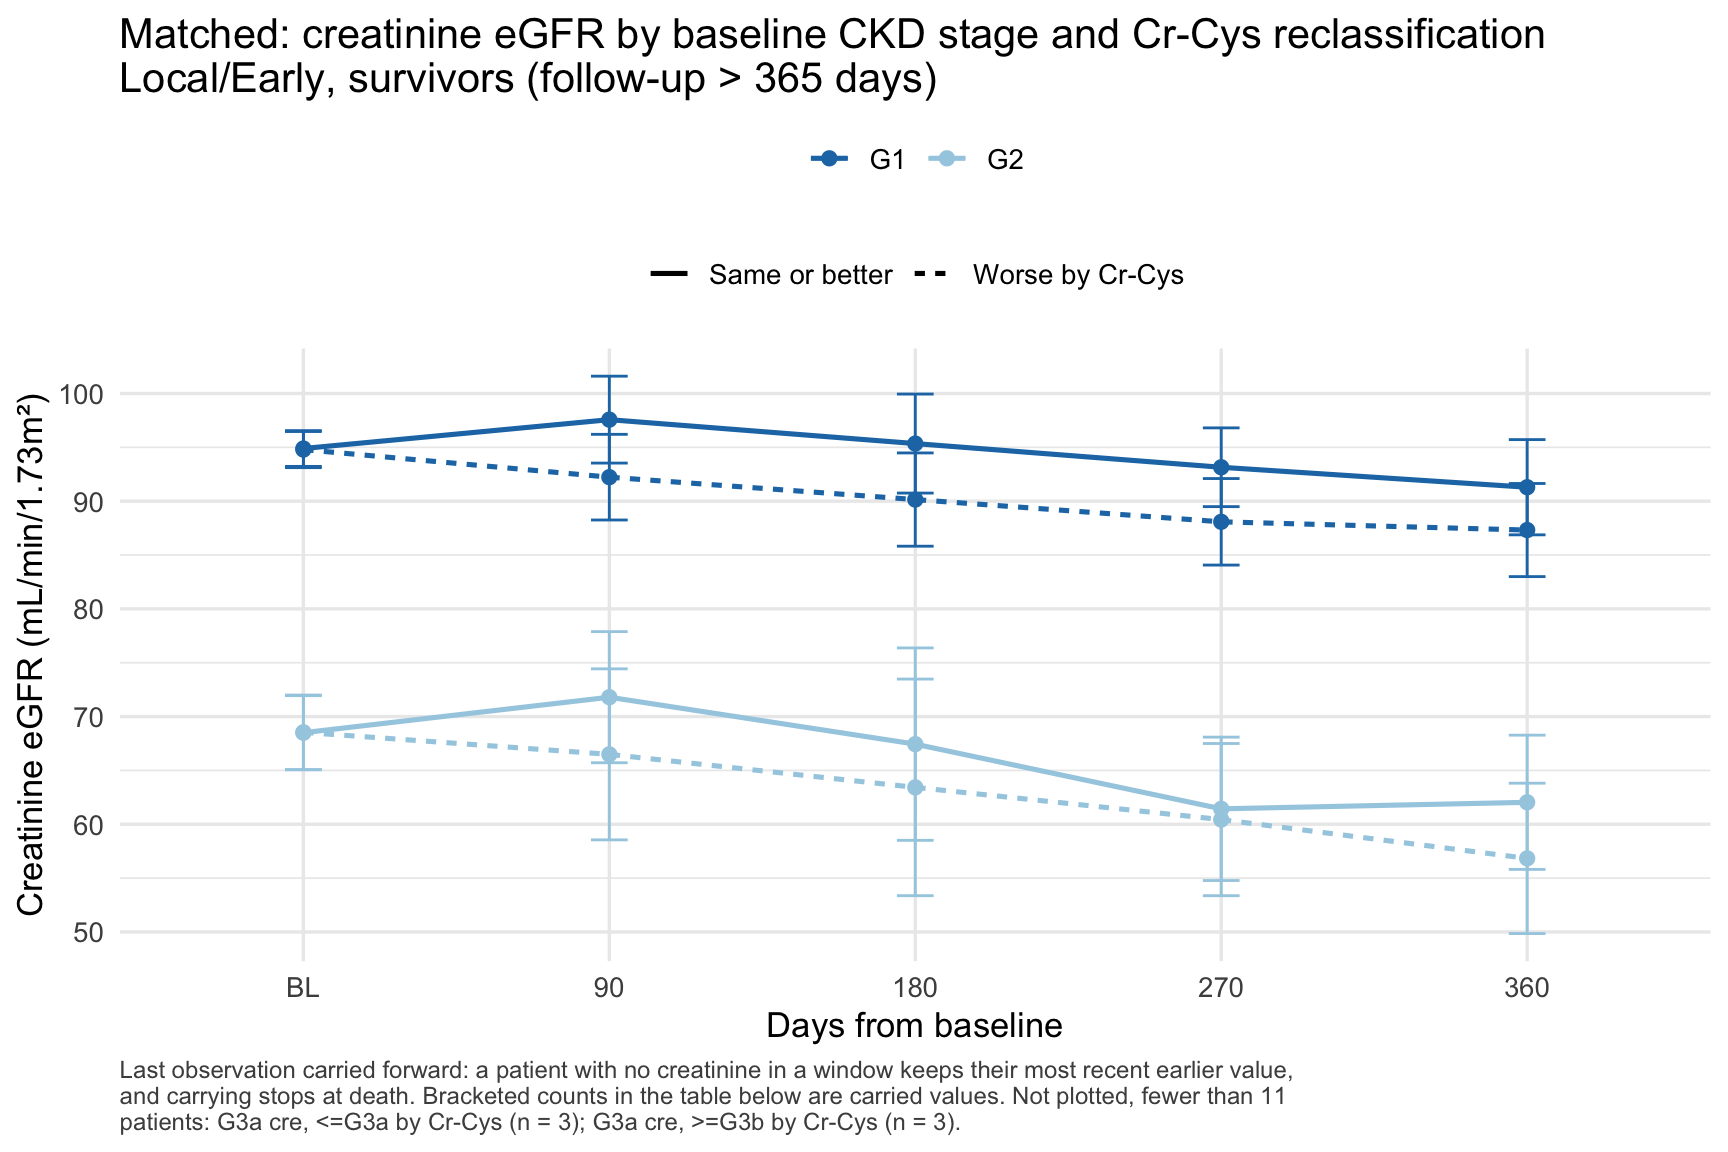 Matched: creatinine eGFR by baseline CKD stage and Cr-Cys reclassification
Local/Early, survivors (follow-up > 365 days)
G1 G2
Same or better Worse by Cr-Cys
Creatinine eGFR (mL/min/1.73m²)
100
90
80
70
60
50
BL 90 180 270 360
Days from baseline
Last observation carried forward: a patient with no creatinine in a window keeps their most recent earlier value,
and carrying stops at death. Bracketed counts in the table below are carried values. Not plotted, fewer than 11
patients: G3a cre, <=G3a by Cr-Cys (n = 3); G3a cre, >=G3b by Cr-Cys (n = 3).